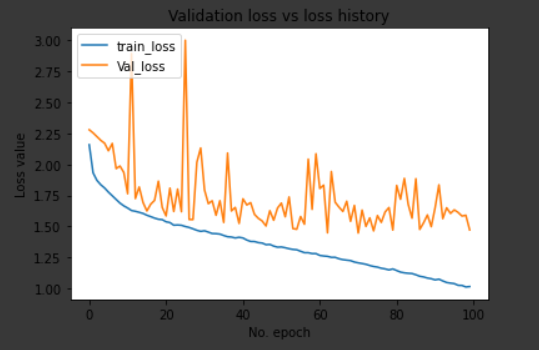 Validation loss vs loss history
train_loss
Val_loss
3.00
2.75
2.50
2.25
2.00
1.75
1.50
1.25
1.00
Loss value
0 20 40 60 80 100
No. epoch